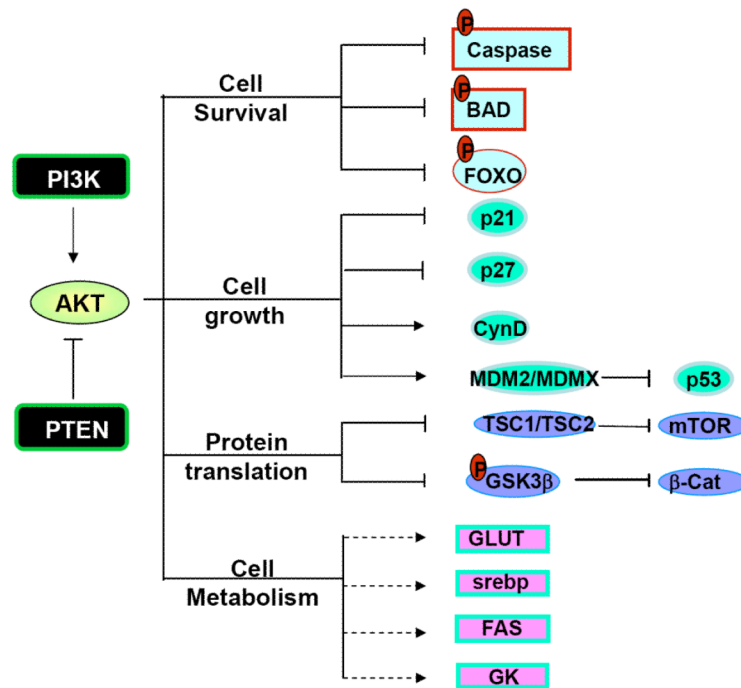 P
Caspase
Cell
Survival
P
BAD
P
FOXO
PI3K
AKT
PTEN
Cell
growth
p21
p27
CynD
MDM2/MDMX
p53
Protein
translation
TSC1/TSC2
mTOR
P
GSK3β
β-Cat
Cell
Metabolism
GLUT
srebp
FAS
GK